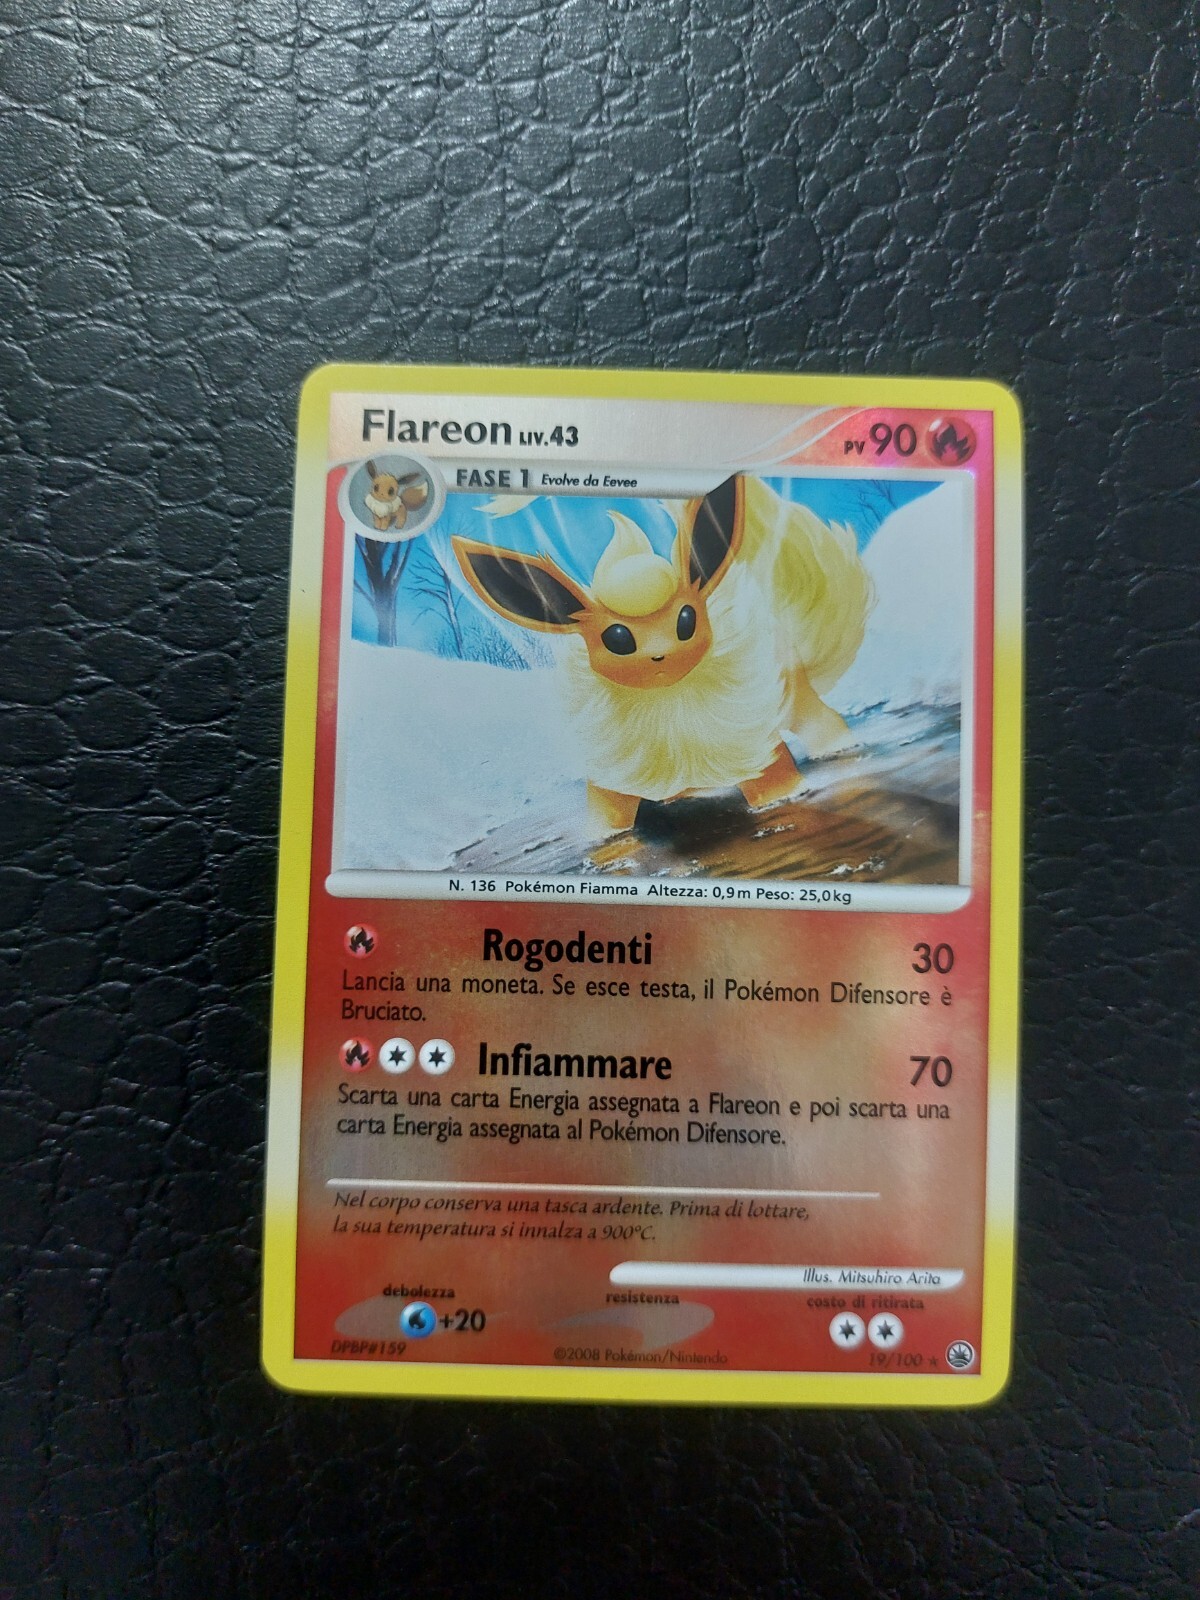 Flareon LIV.43
PV 90
FASE 1 Evolve da Eevee
N. 136 Pokémon Fiamma Altezza: 0,9 m Peso: 25,0 kg
Rogodenti 30
Lancia una moneta. Se esce testa, il Pokémon Difensore è
Bruciato.
Infiammare 70
Scarta una carta Energia assegnata a Flareon e poi scarta una
carta Energia assegnata al Pokémon Difensore.
Nel corpo conserva una tasca ardente. Prima di lottare,
la sua temperatura si innalza a 900°C.
Illus. Mitsuhiro Arita
debolezza resistenza costo di ritirata
+20
DPBP#159 ©2008 Pokémon/Nintendo 19/100 ★